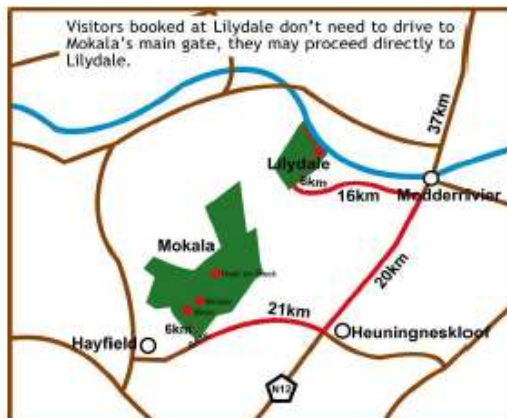 Visitors booked at Lilydale don't need to drive to
Mokala's main gate, they may proceed directly to
Lilydale.
37km
Lilydale
Modderrivier
16km
Mokala
20km
21km
6km
Hayfield
Heuningneskloof
N12